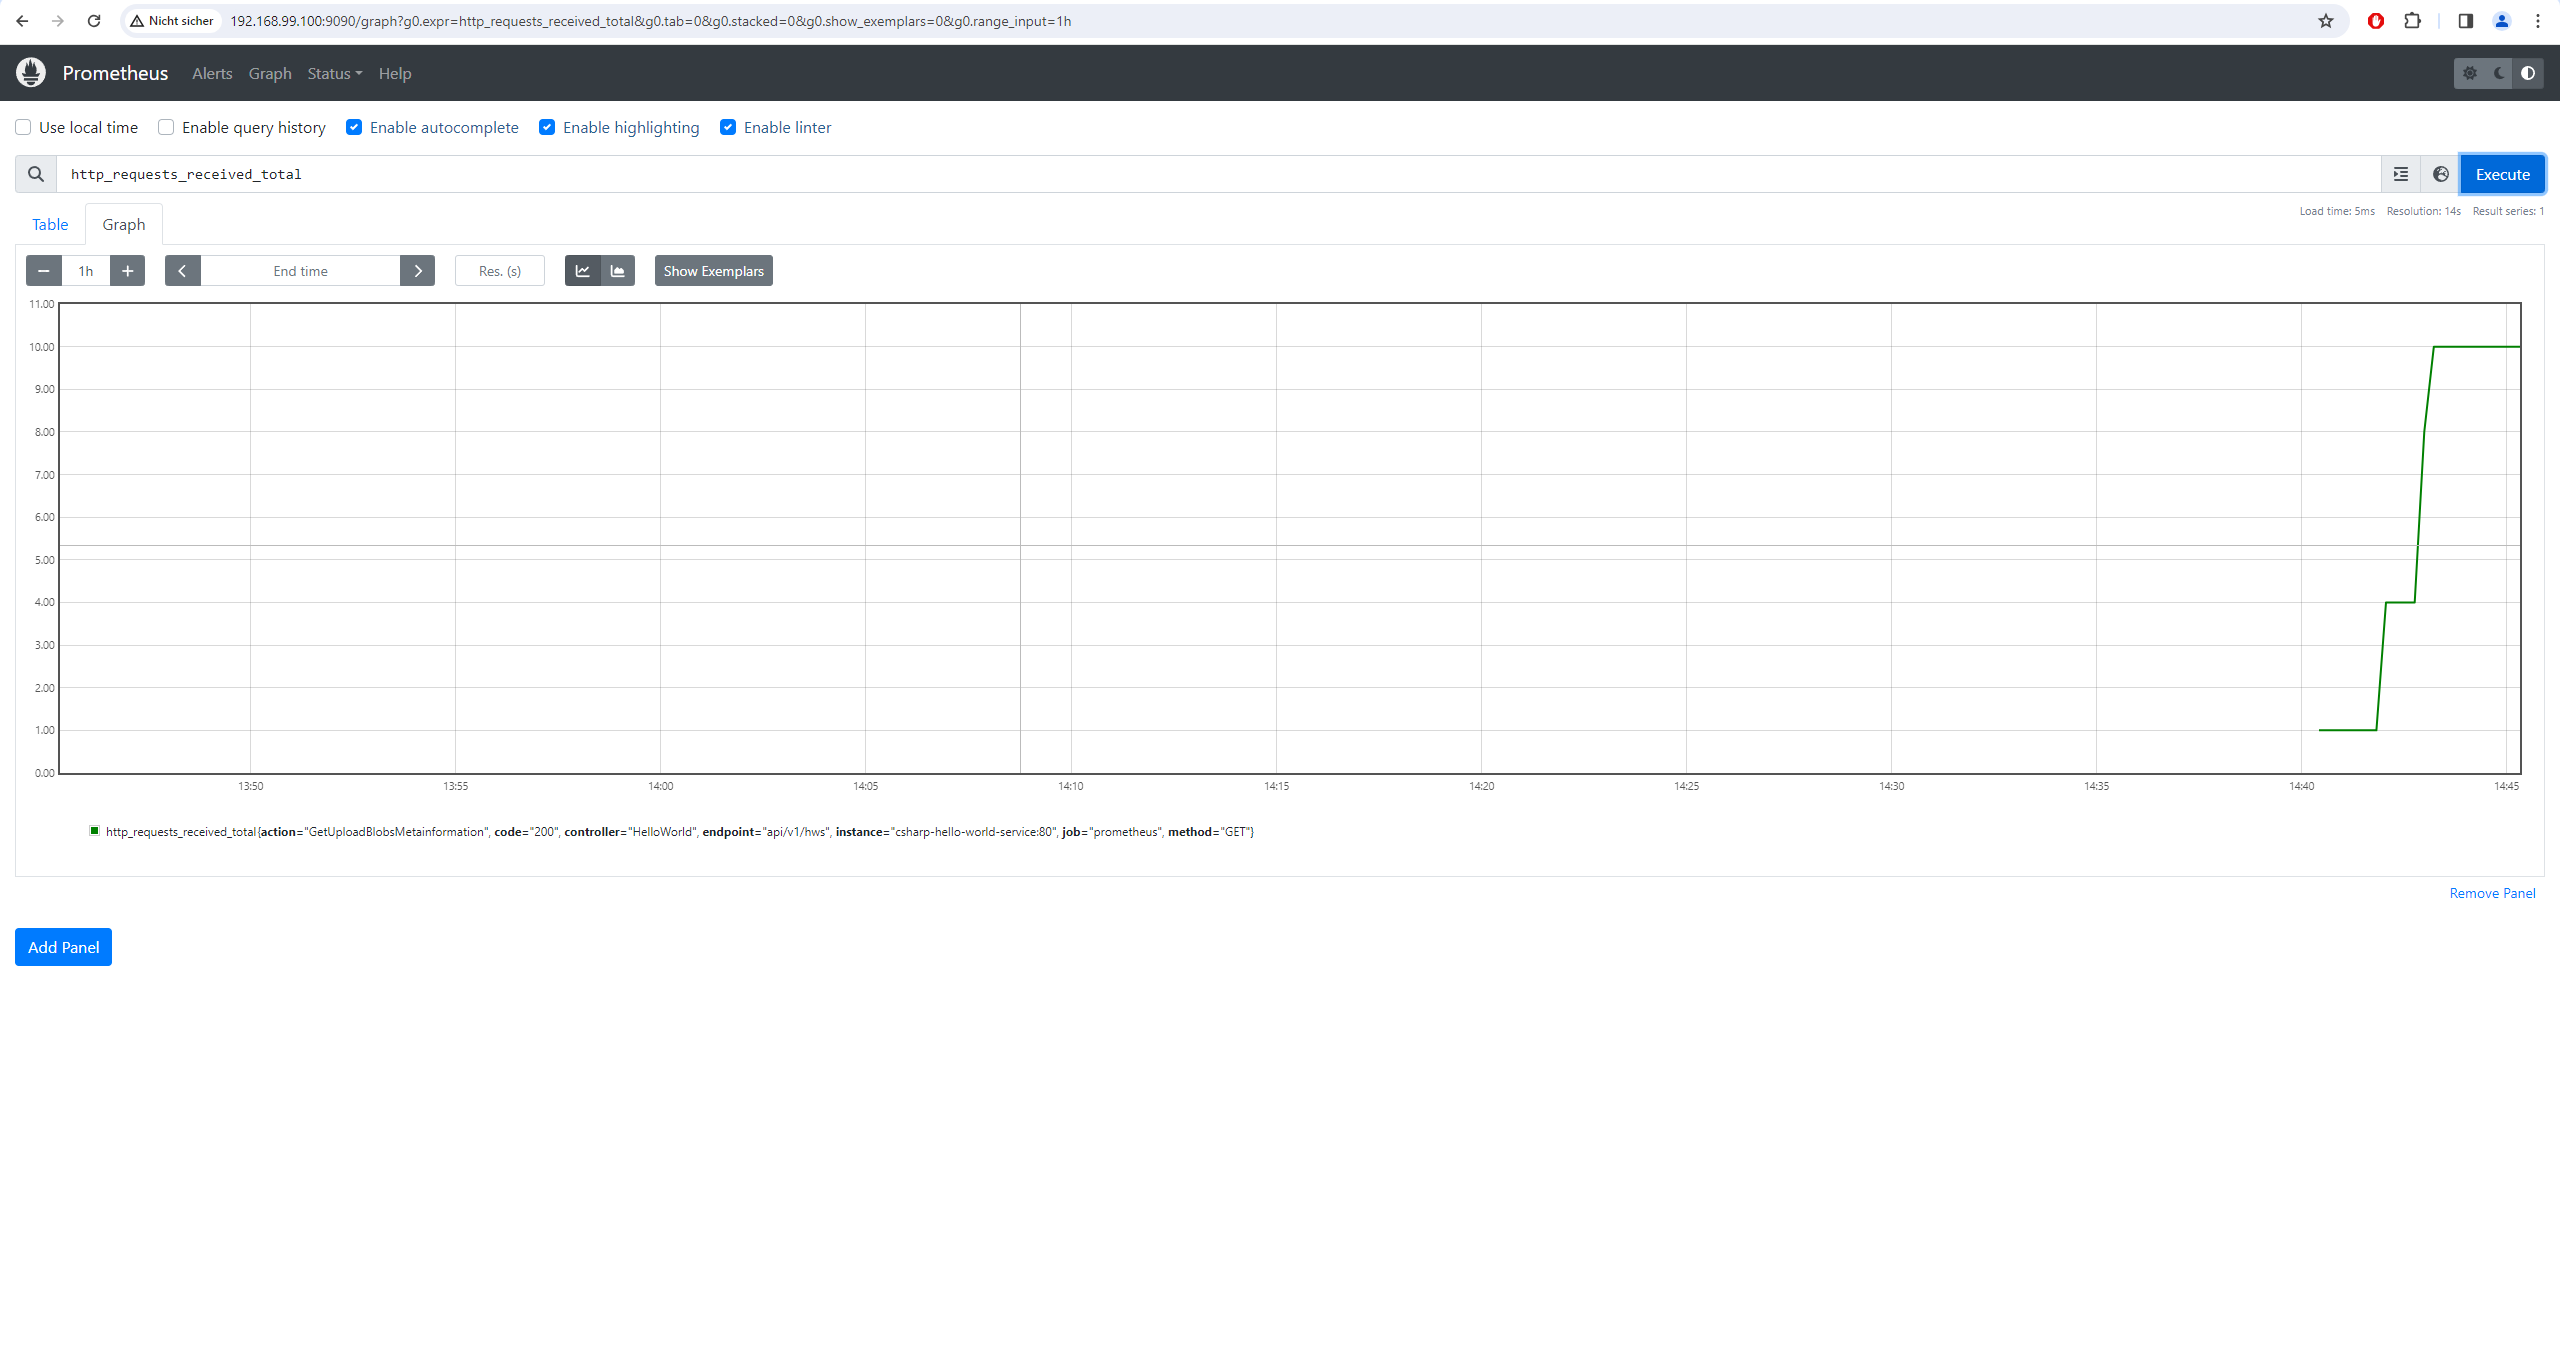 Nicht sicher 192.168.99.100:9090/graph?g0.expr=http_requests_received_total&g0.tab=0&g0.stacked=0&g0.show_exemplars=0&g0.range_input=1h
Prometheus Alerts Graph Status Help
Use local time Enable query history Enable autocomplete Enable highlighting Enable linter
http_requests_received_total Execute
Table Graph Load time: 5ms Resolution: 14s Result series: 1
1h End time Res. (s) Show Exemplars
11.00
10.00
9.00
8.00
7.00
6.00
5.00
4.00
3.00
2.00
1.00
0.00
13:50 13:55 14:00 14:05 14:10 14:15 14:20 14:25 14:30 14:35 14:40 14:45
http_requests_received_total{action="GetUploadBlobsMetainformation", code="200", controller="HelloWorld", endpoint="api/v1/hws", instance="csharp-hello-world-service:80", job="prometheus", method="GET"}
Remove Panel
Add Panel